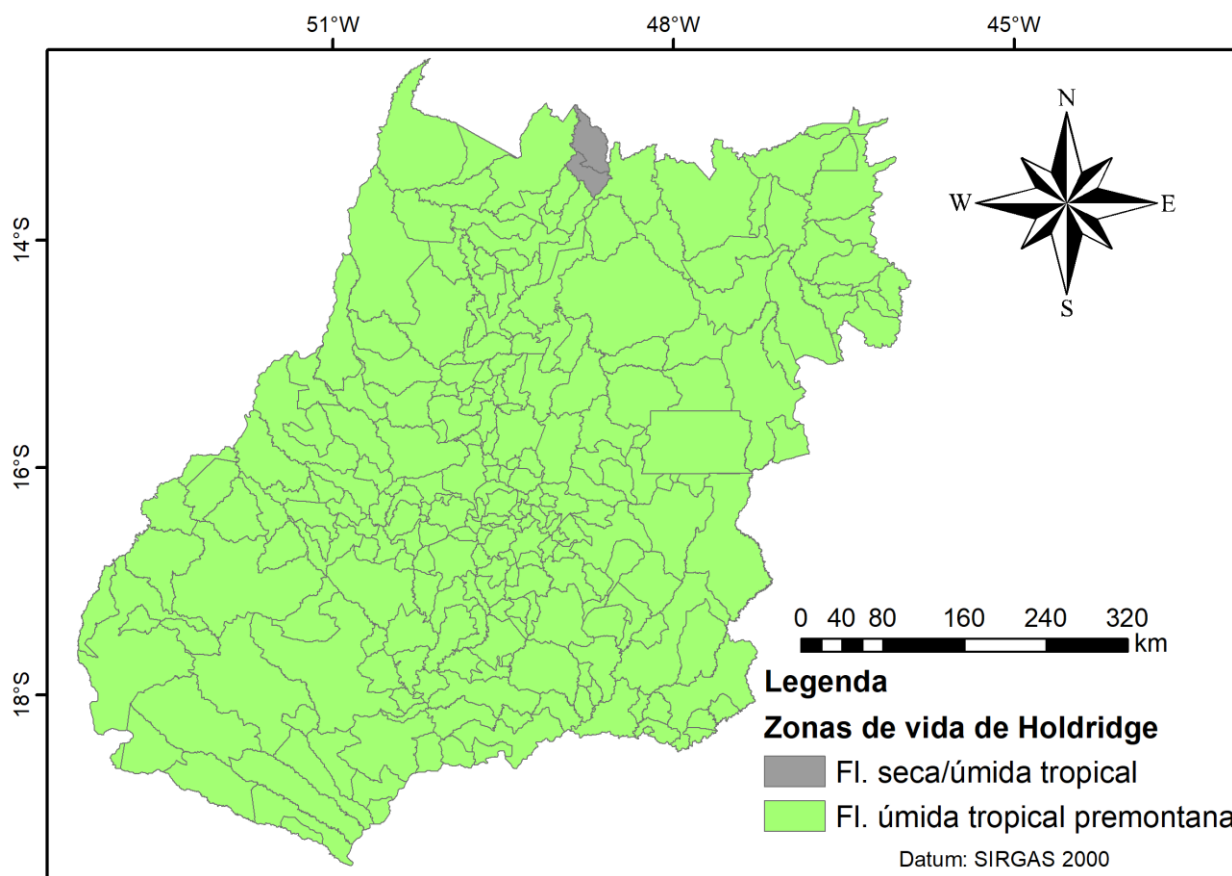 51°W 48°W 45°W
14°S
16°S
18°S
N
W E
S
0 20 40 80 160 240 320
km
Legenda
Zonas de vida de Holdridge
Fl. seca/úmida tropical
Fl. úmida tropical premontana
Datum: SIRGAS 2000